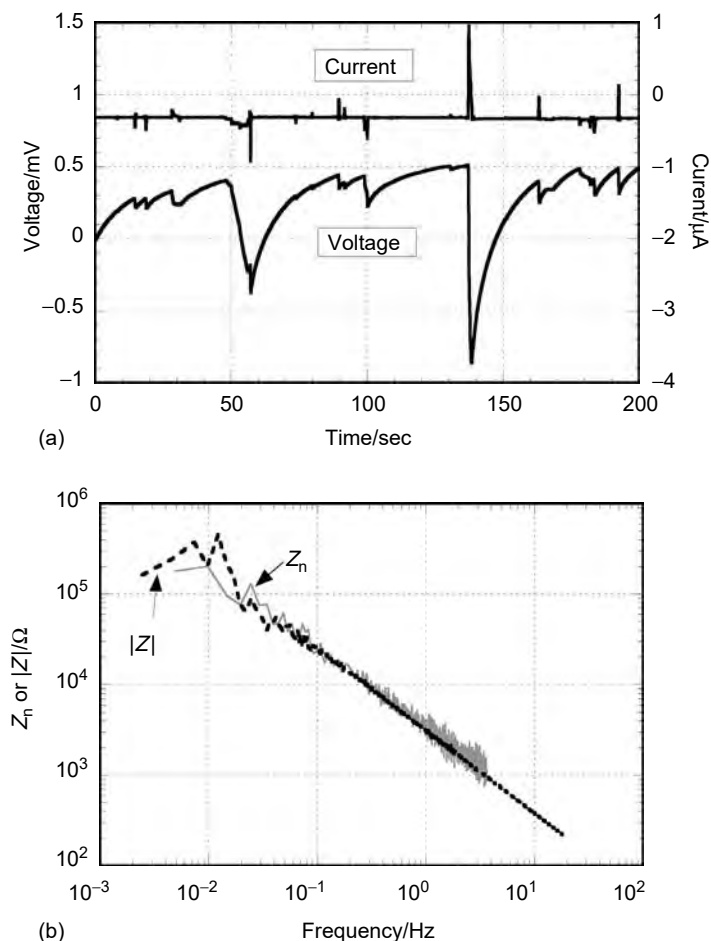 1.5
1
0.5
0
−0.5
−1
Voltage/mV
Current
Voltage
1
0
−1
−2
−3
−4
Curent/μA
0
50
100
150
200
Time/sec
(a)
10^6
10^5
10^4
10^3
10^2
Z_n or |Z|/Ω
Z_n
|Z|
10^−3
10^−2
10^−1
10^0
10^1
10^2
Frequency/Hz
(b)